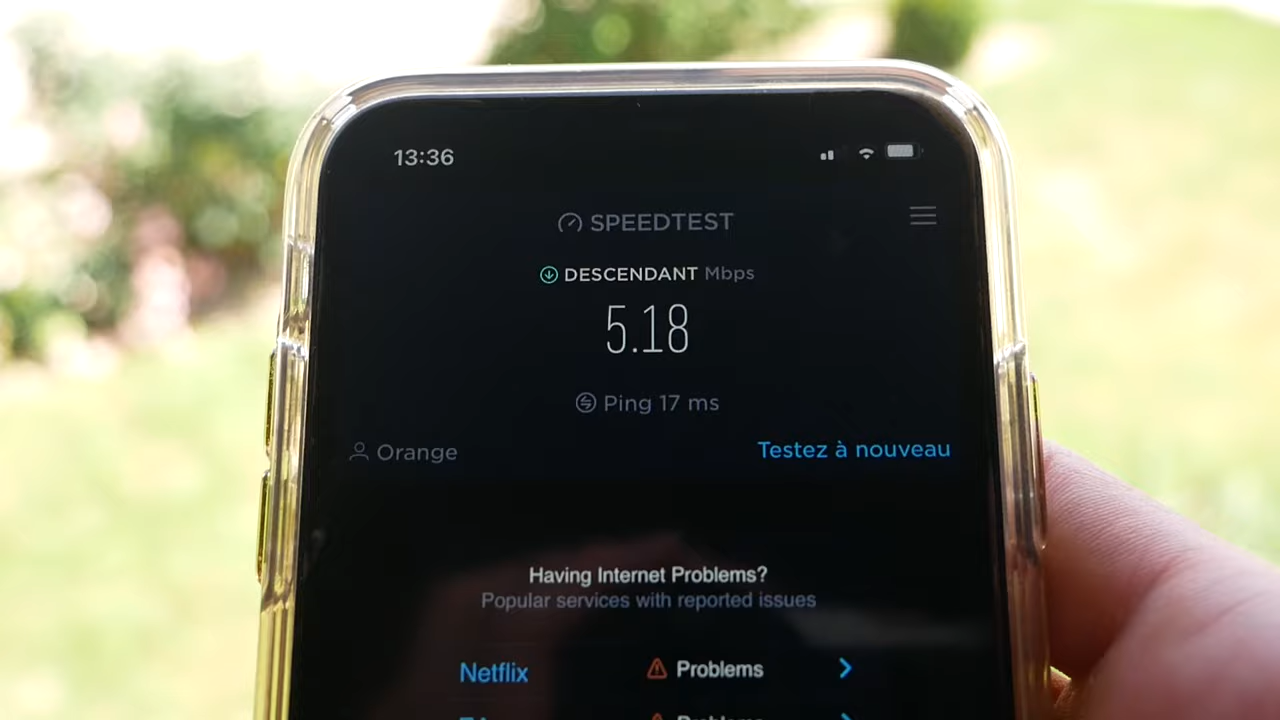 13:36
SPEEDTEST
DESCENDANT Mbps
5.18
Ping 17 ms
Orange
Testez à nouveau
Having Internet Problems?
Popular services with reported issues
Netflix Problems
Problems